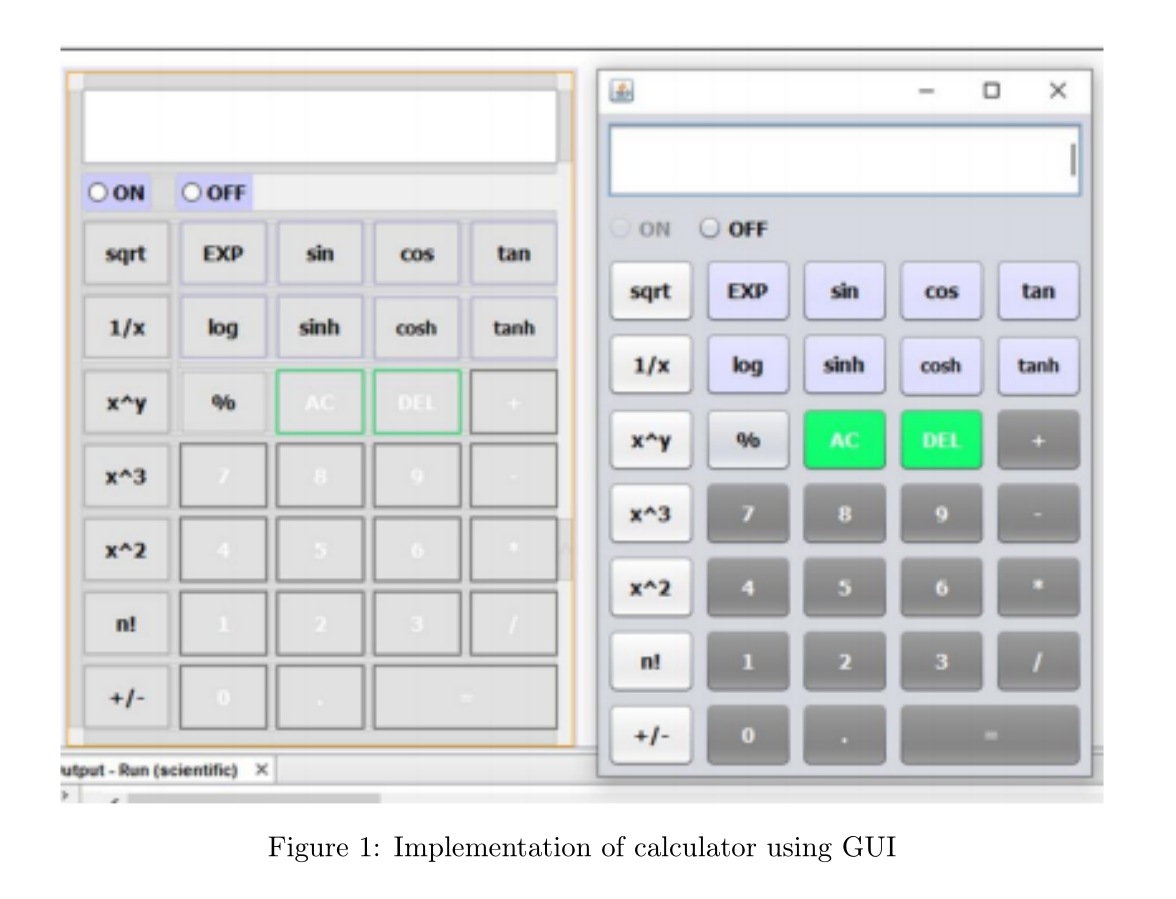 ON OFF
sqrt EXP sin cos tan
1/x log sinh cosh tanh
x^y % AC DEL +
x^3 7 8 9 -
x^2 4 5 6 *
n! 1 2 3 /
+/- 0 . =
ON OFF
sqrt EXP sin cos tan
1/x log sinh cosh tanh
x^y % AC DEL +
x^3 7 8 9 -
x^2 4 5 6 *
n! 1 2 3 /
+/- 0 . =
utput - Run (scientific)
Figure 1: Implementation of calculator using GUI